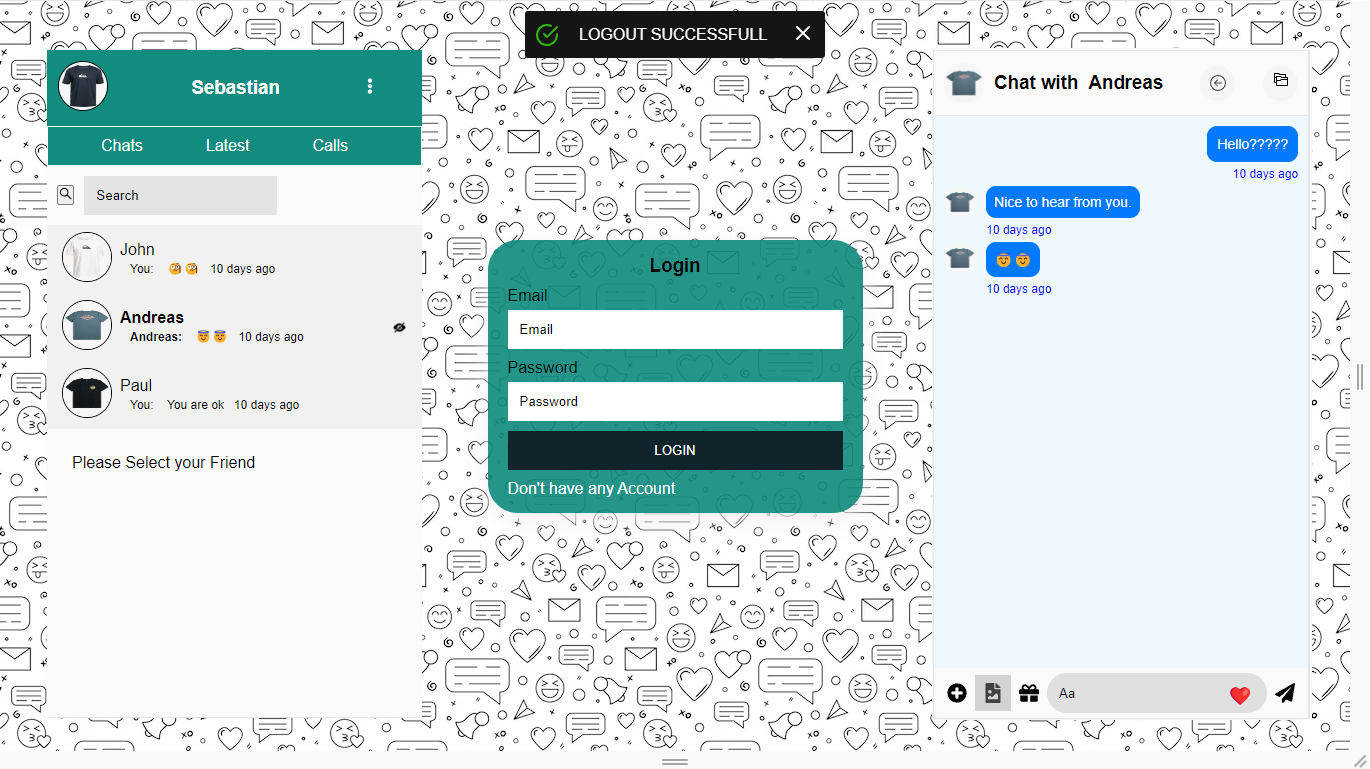 LOGOUT SUCCESSFULL
Sebastian
Chats Latest Calls
Search
John
You: 🧐🧐 10 days ago
Andreas
Andreas: 😇😇 10 days ago
Paul
You: You are ok 10 days ago
Please Select your Friend
Login
Email
Email
Password
Password
LOGIN
Don't have any Account
Chat with Andreas
Hello?????
10 days ago
Nice to hear from you.
10 days ago
😇😇
10 days ago
Aa